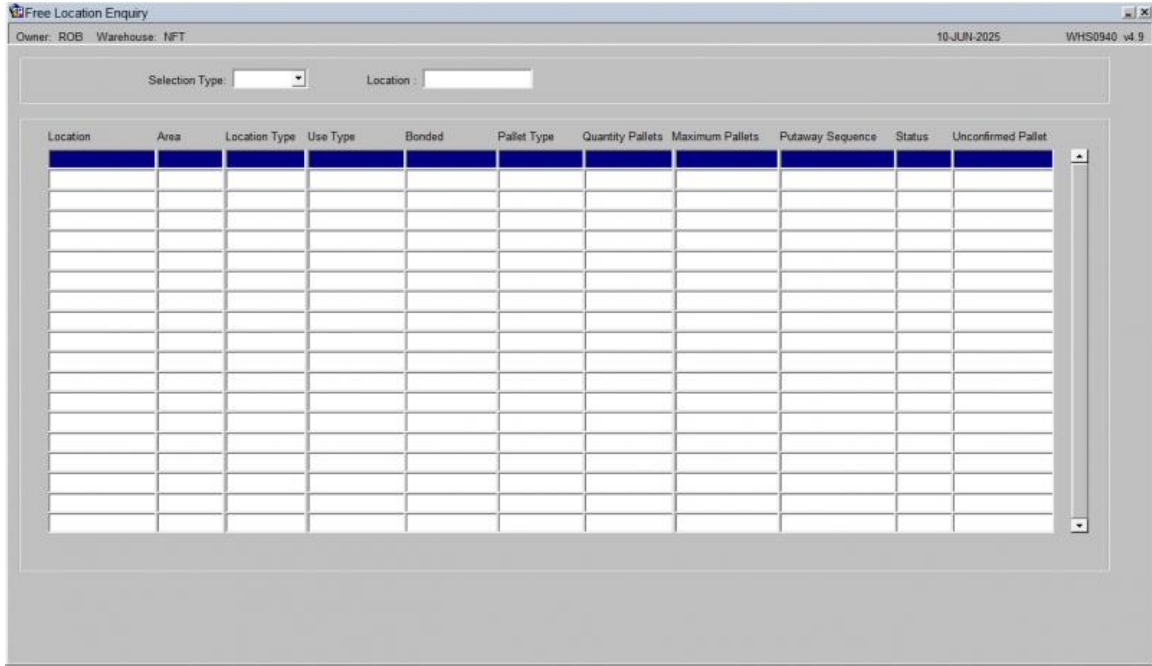 Free Location Enquiry
Owner: ROB Warehouse: NFT 10-JUN-2025 WHS0940 v4.9
Selection Type: Location :
Location Area Location Type Use Type Bonded Pallet Type Quantity Pallets Maximum Pallets Putaway Sequence Status Unconfirmed Pallet